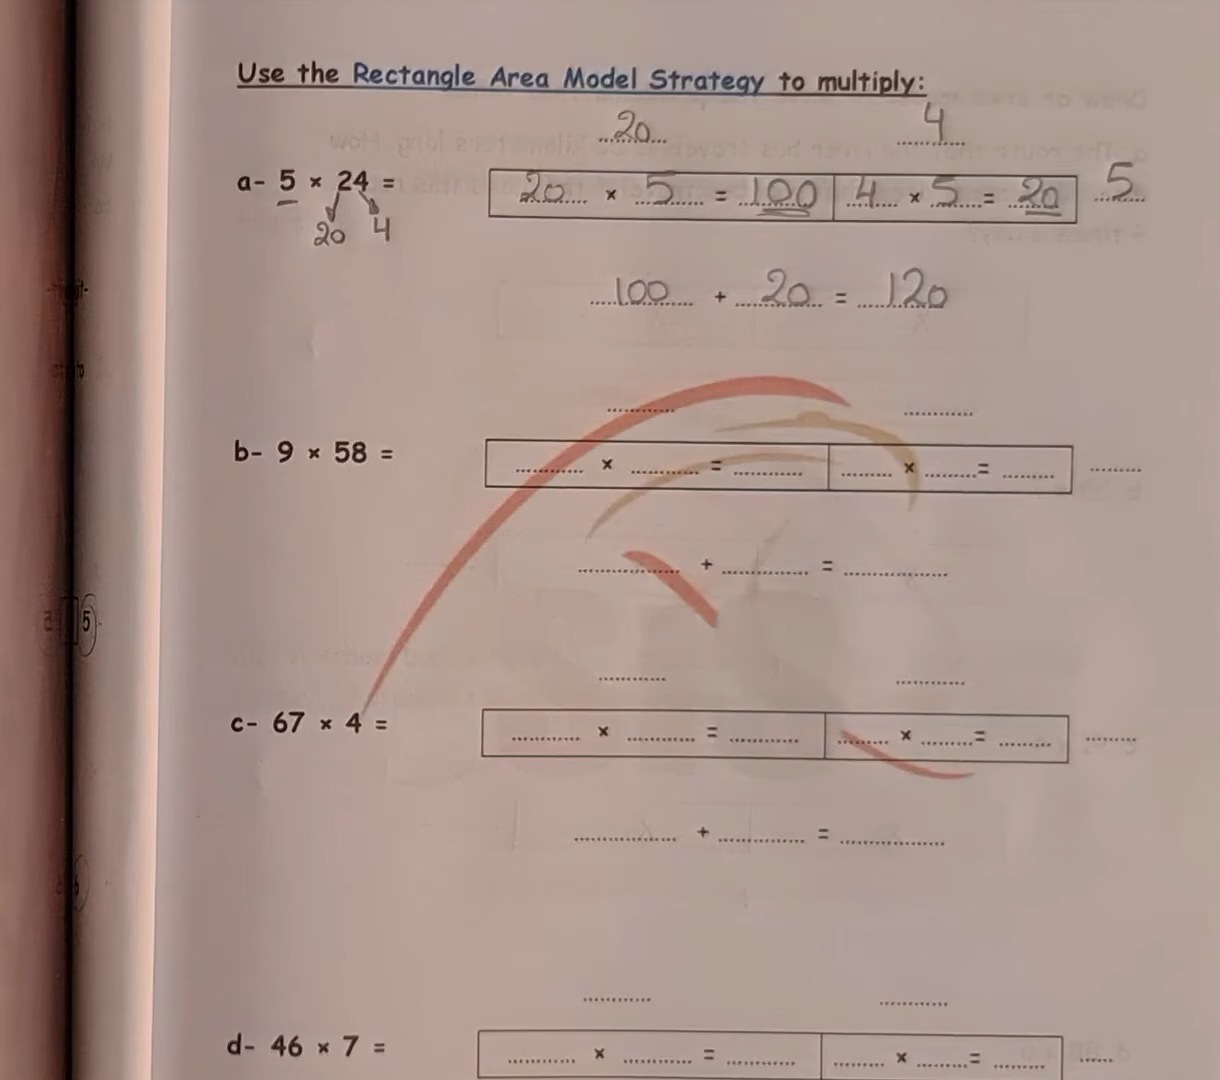 Use the Rectangle Area Model Strategy to multiply:
20 4
a- 5 × 24 = 20 × 5 = 100 4 × 5 = 20 5
20 4
100 + 20 = 120
b- 9 × 58 = × = × =
+ =
c- 67 × 4 = × = × =
+ =
d- 46 × 7 = × = × =